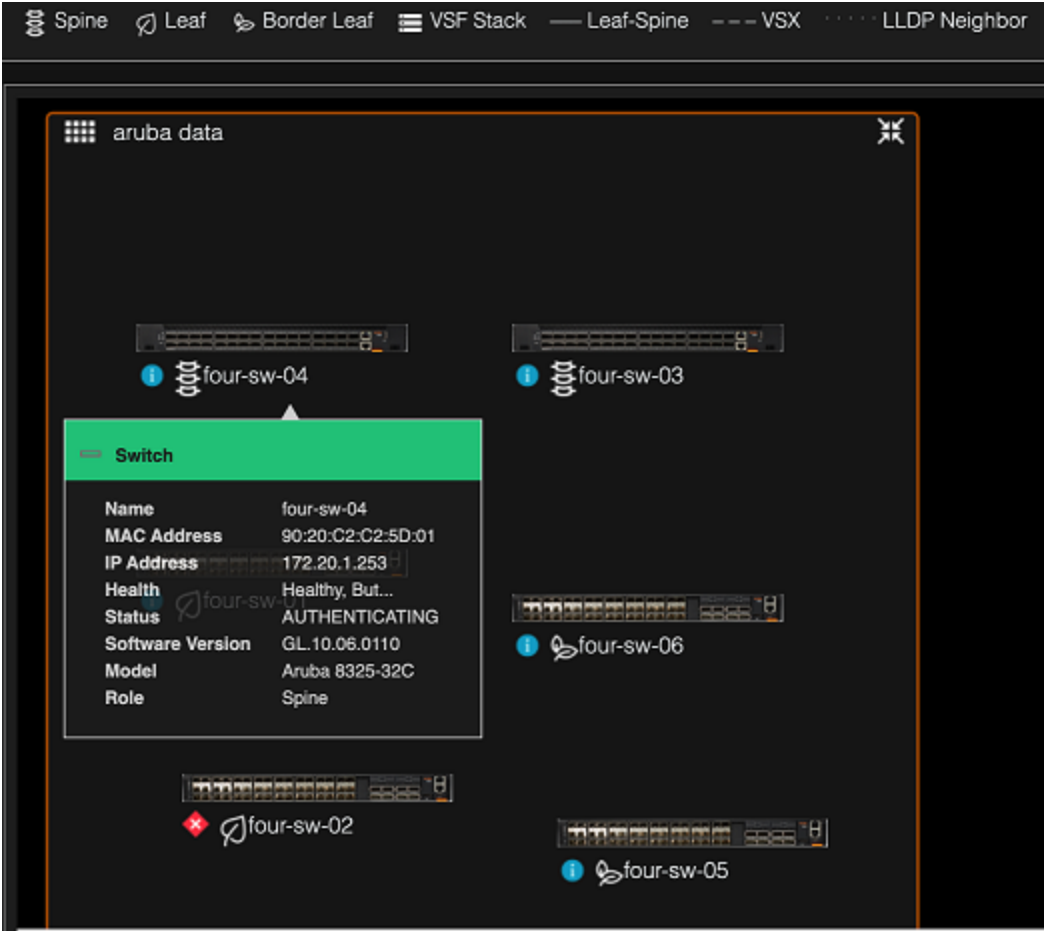 Spine Leaf Border Leaf VSF Stack Leaf-Spine VSX LLDP Neighbor
aruba data
four-sw-04 four-sw-03
Switch
Name four-sw-04
MAC Address 90:20:C2:C2:5D:01
IP Address 172.20.1.253
Health Healthy, But...
Status AUTHENTICATING
Software Version GL.10.06.0110
Model Aruba 8325-32C
Role Spine
four-sw-01
four-sw-06
four-sw-02
four-sw-05